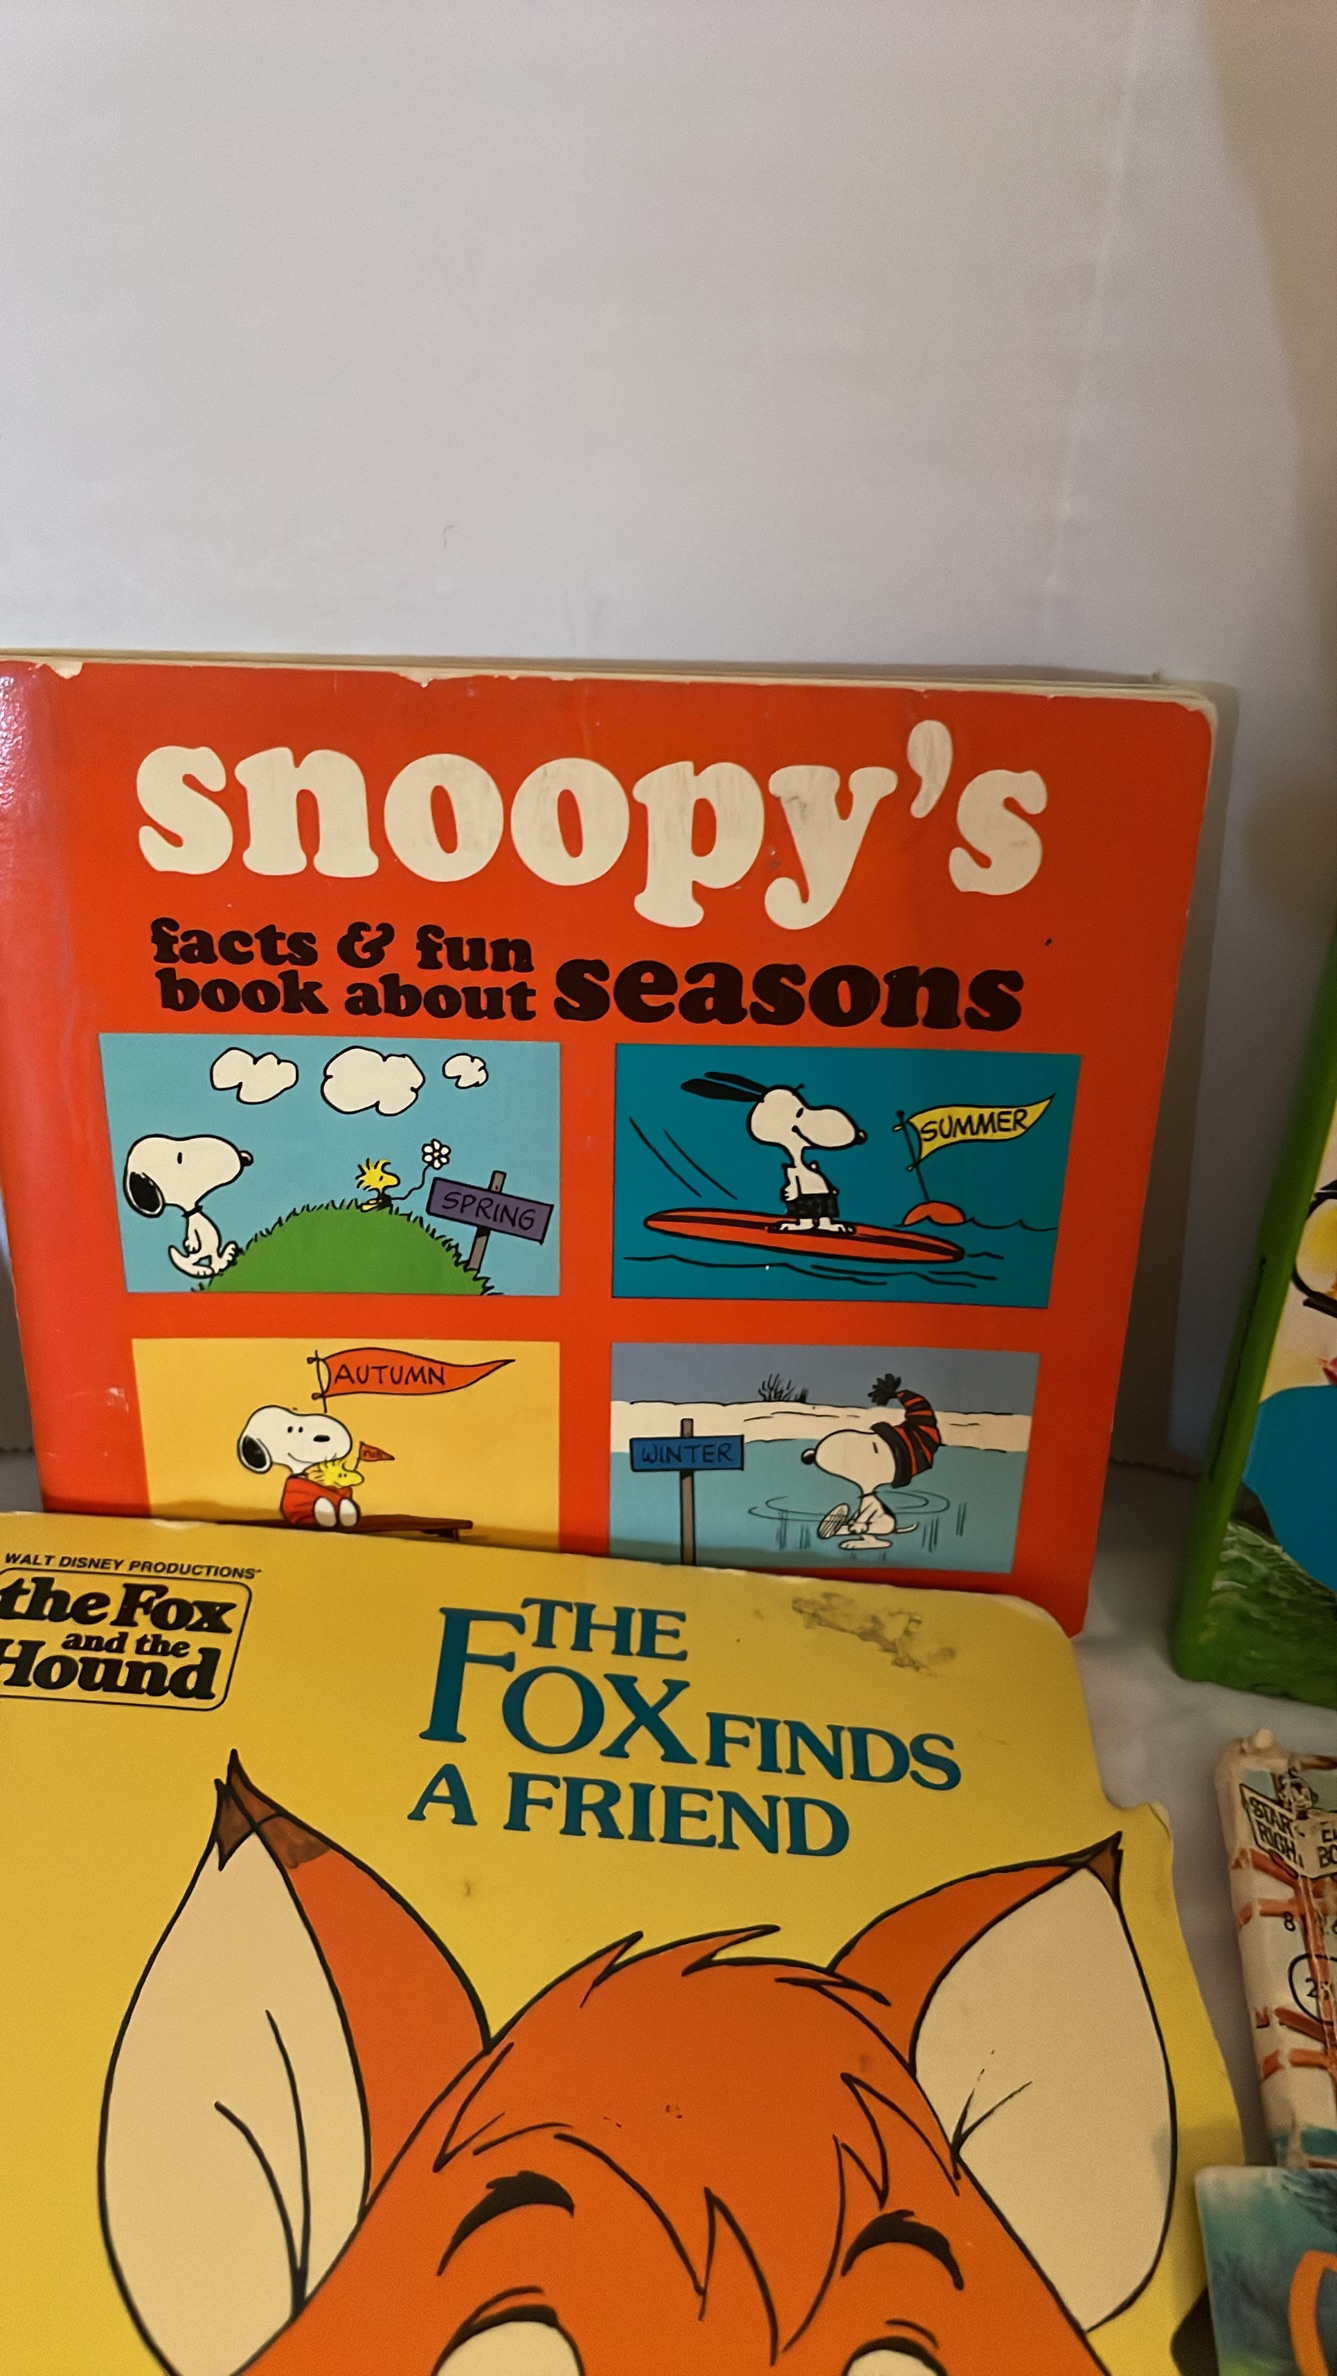 snoopy's
facts & fun
book about seasons
SPRING
SUMMER
AUTUMN
WINTER
WALT DISNEY PRODUCTIONS'
the Fox
and the
Hound
THE
FOX FINDS
A FRIEND